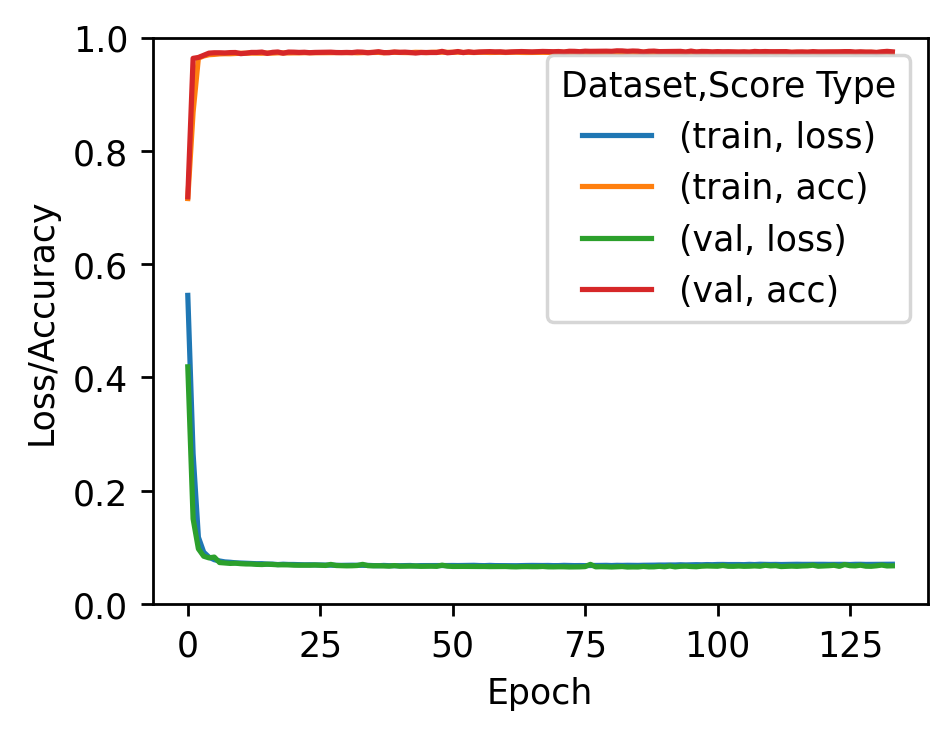 1.0
0.8
0.6
0.4
0.2
0.0
Loss/Accuracy
Dataset,Score Type
(train, loss)
(train, acc)
(val, loss)
(val, acc)
0 25 50 75 100 125
Epoch